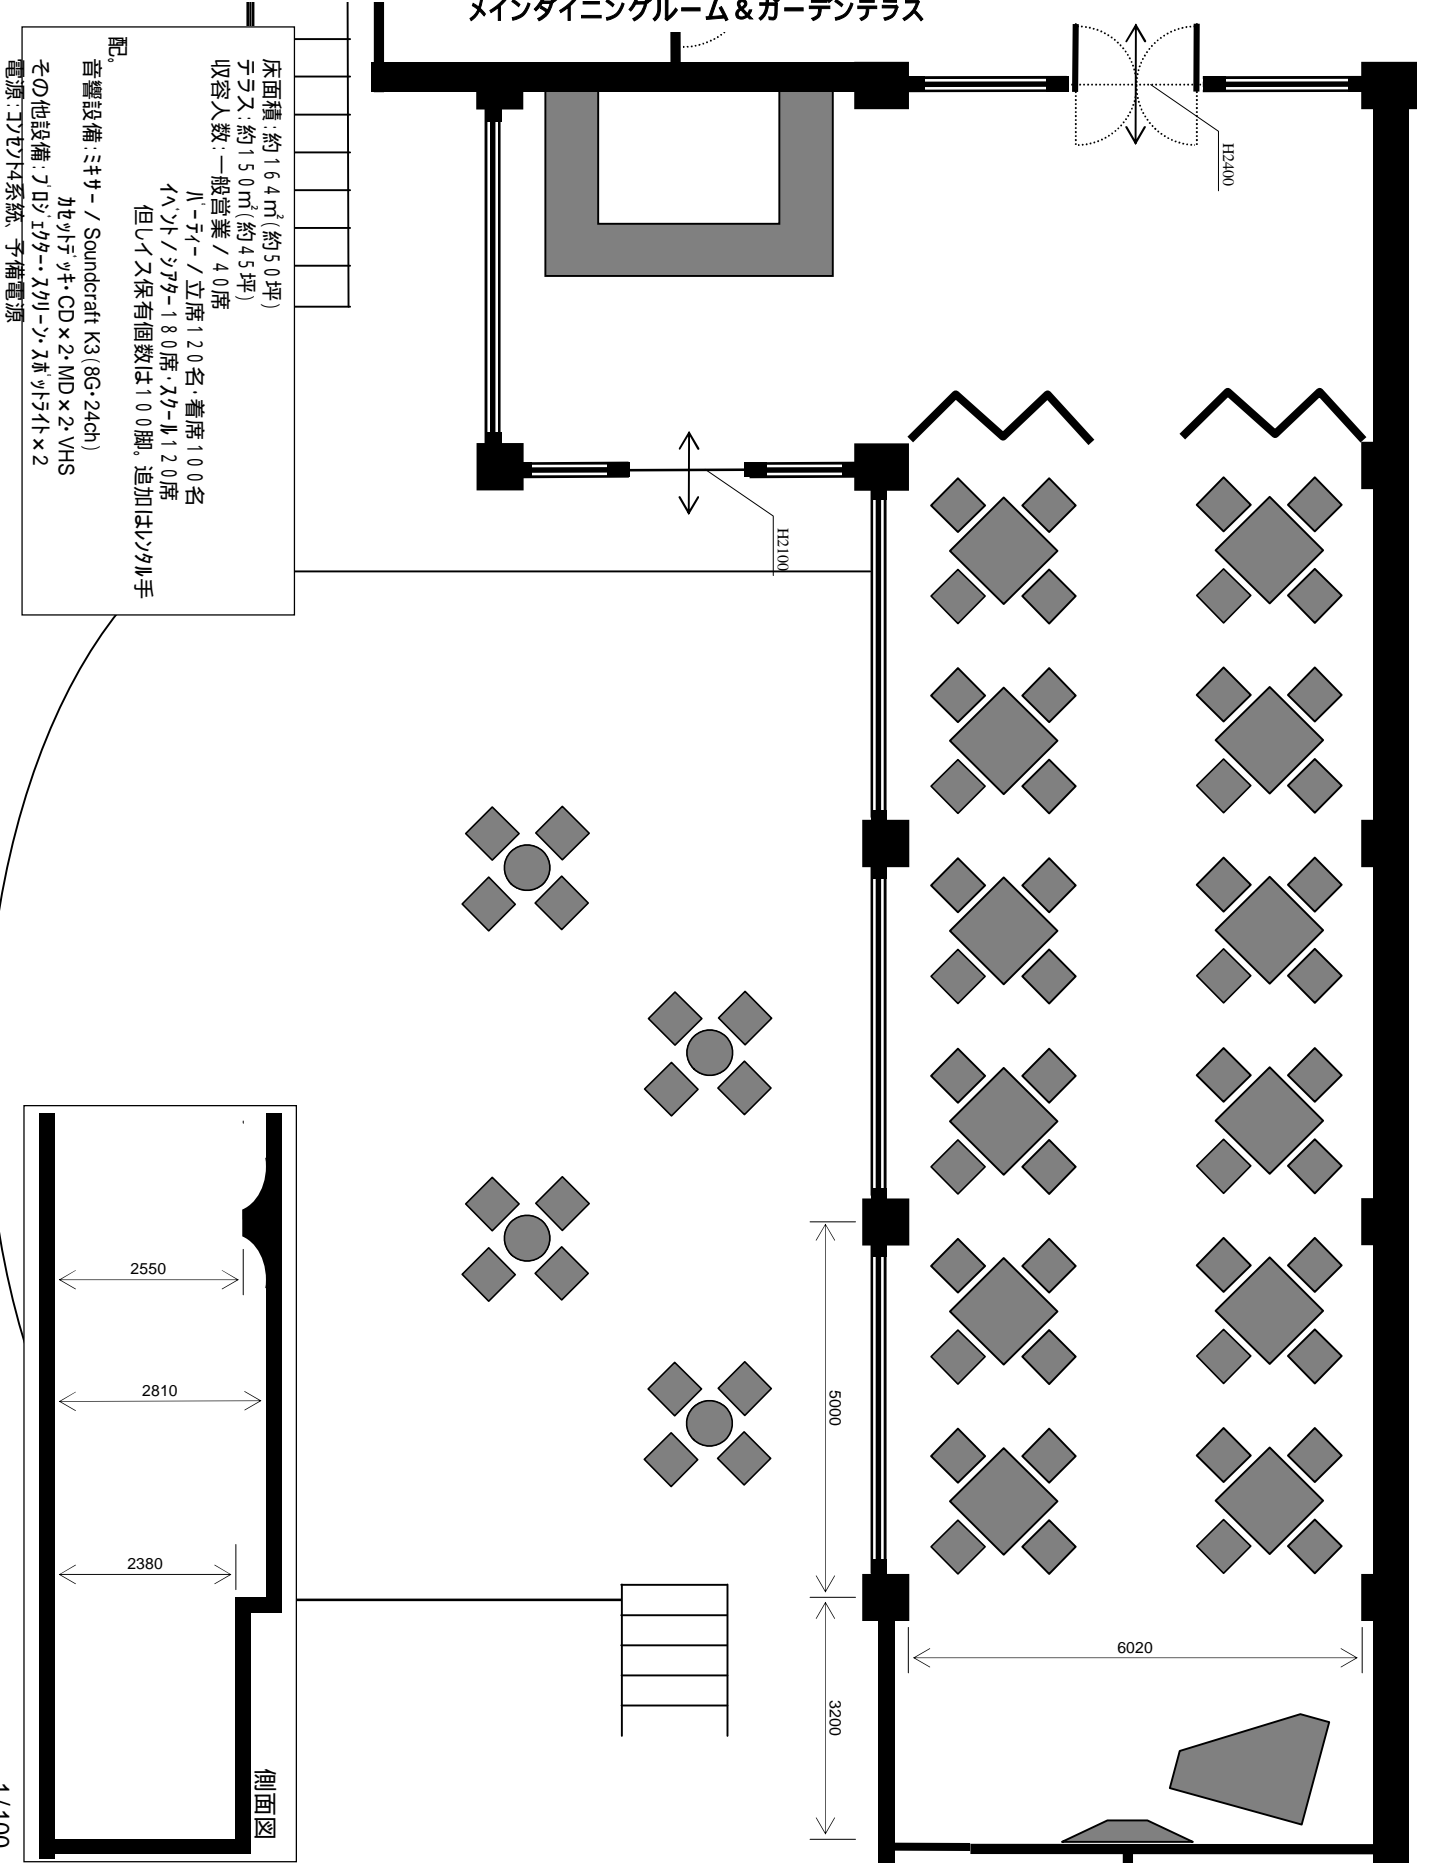 メインダイニングルーム＆ガーデンテラス
床面積：約１６４㎡（約５０坪）
テラス：約１５０㎡（約４５坪）
収容人数：一般営業／４０席
パーティー／立席１２０名・着席１００名
イベント／シアター１８０席・スクール１２０席
但しイス保有個数は１００脚。追加はレンタル手
配。
音響設備：ミキサー／Soundcraft K3（8G・24ch）
カセットデッキ・CD×2・MD×2・VHS
その他設備：プロジェクター・スクリーン・スポットライト×2
電源：コンセント4系統、予備電源
H2400
H2100
5000
3200
6020
2550
2810
2380
側面図
1/100